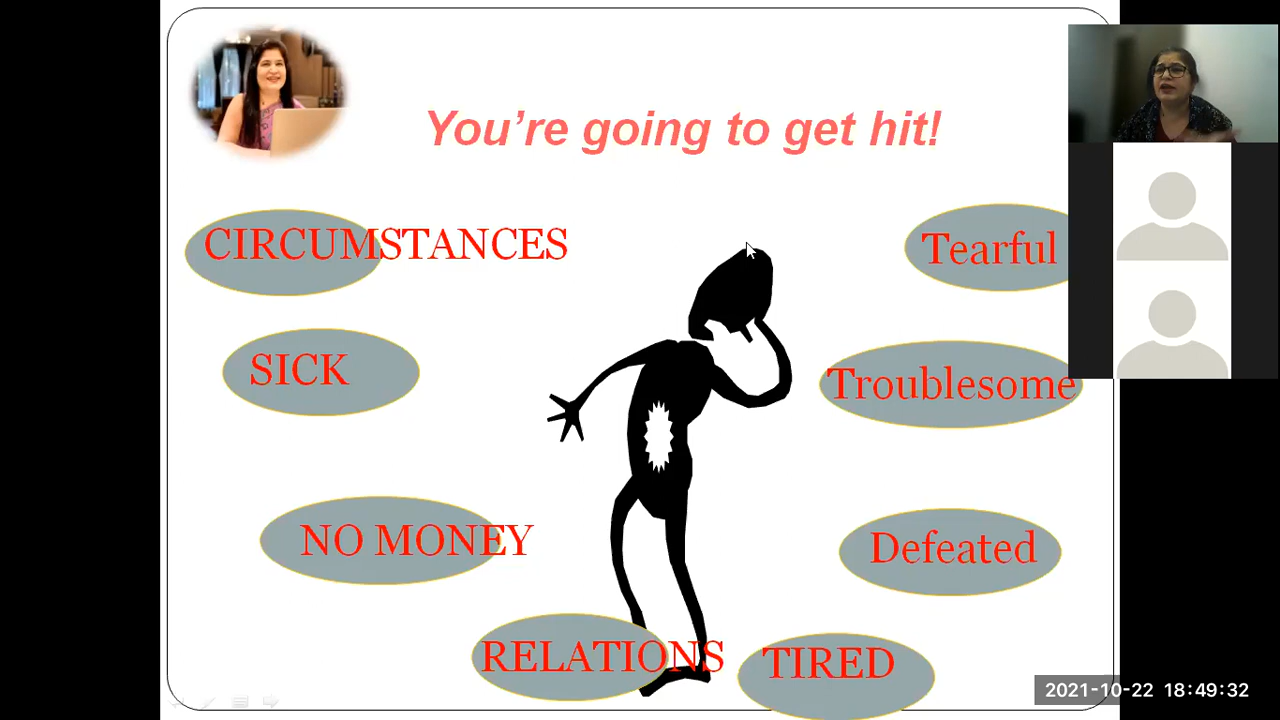 You're going to get hit!
CIRCUMSTANCES
Tearful
SICK
Troublesome
NO MONEY
Defeated
RELATIONS
TIRED
2021-10-22 18:49:32